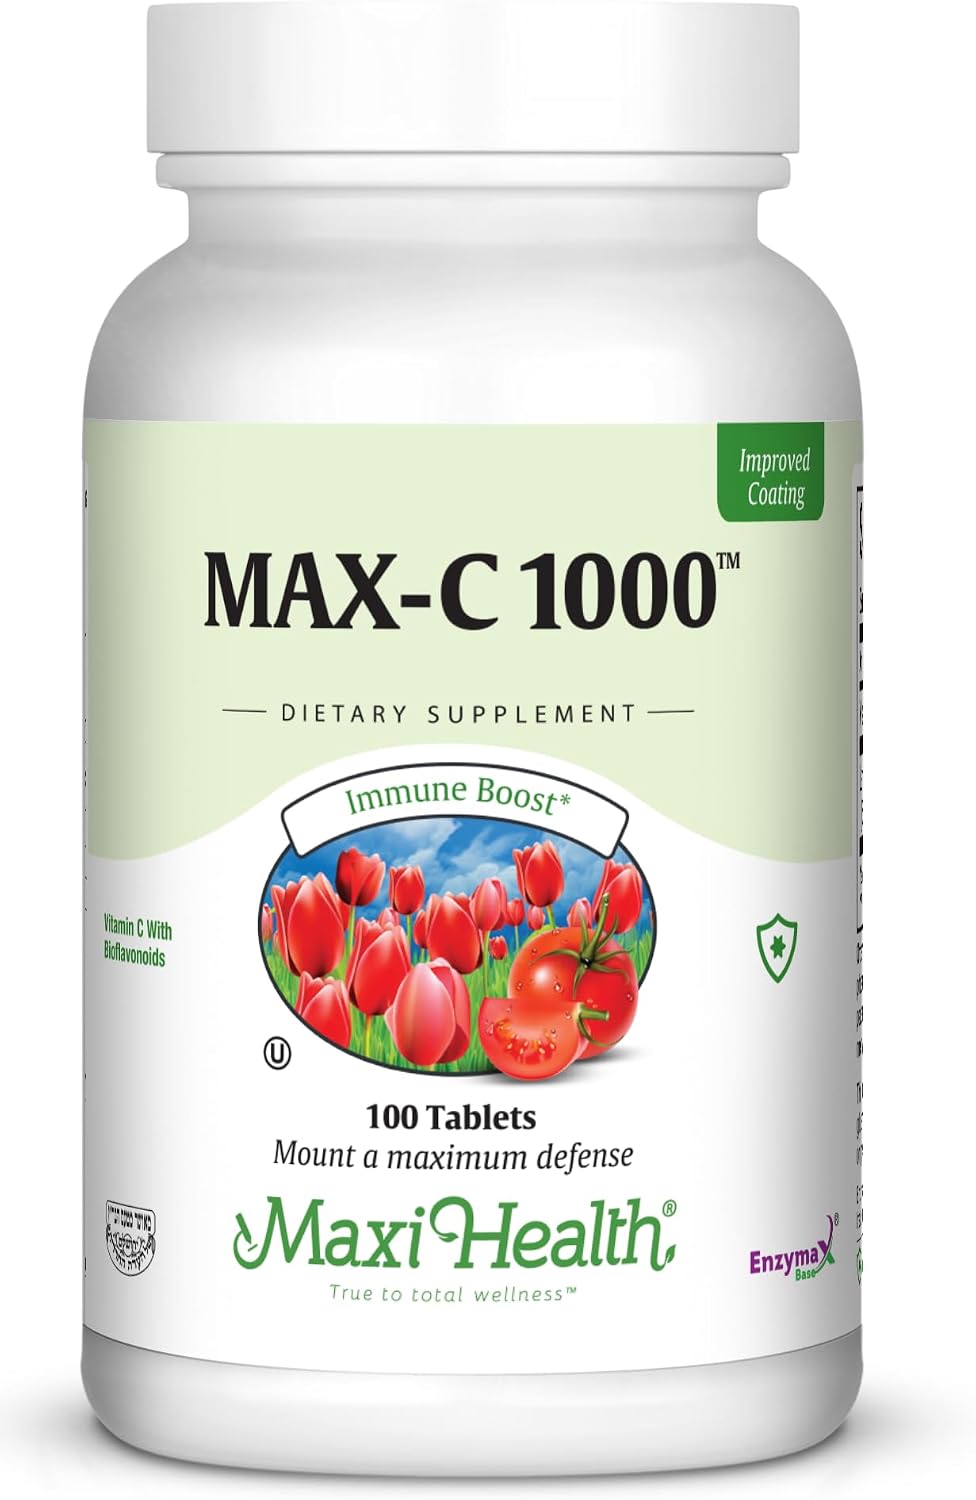 Improved
Coating
MAX-C 1000™
DIETARY SUPPLEMENT
Immune Boost*
Vitamin C With
Bioflavonoids
U
100 Tablets
Mount a maximum defense
Maxi Health®
True to total wellness™
EnzymaX®
Base